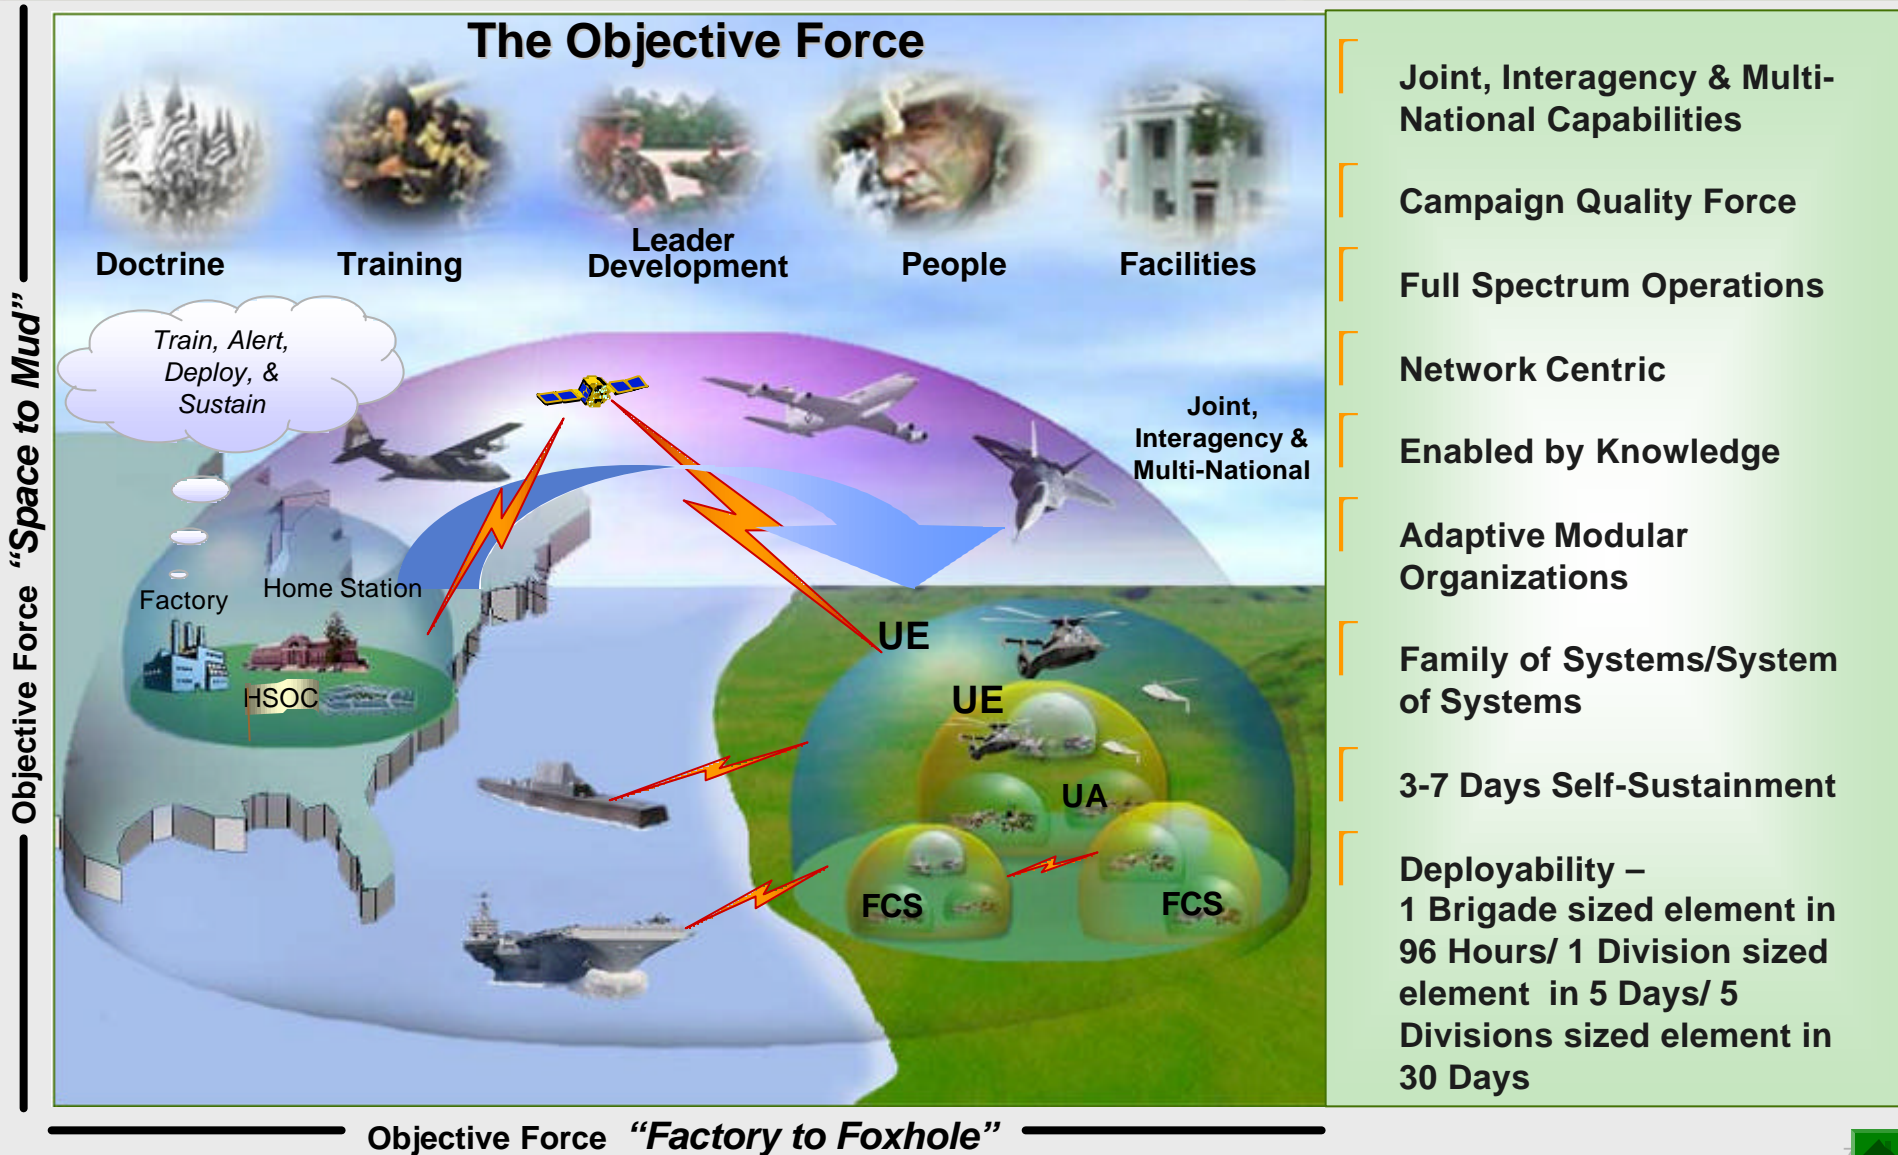 The Objective Force
Doctrine
Training
Leader
Development
People
Facilities
Train, Alert,
Deploy, &
Sustain
Joint,
Interagency &
Multi-National
Factory
Home Station
HSOC
UE
UE
UA
FCS
FCS
Objective Force “Space to Mud”
Objective Force “Factory to Foxhole”
Joint, Interagency & Multi-
National Capabilities
Campaign Quality Force
Full Spectrum Operations
Network Centric
Enabled by Knowledge
Adaptive Modular
Organizations
Family of Systems/System
of Systems
3-7 Days Self-Sustainment
Deployability –
1 Brigade sized element in
96 Hours/ 1 Division sized
element in 5 Days/ 5
Divisions sized element in
30 Days